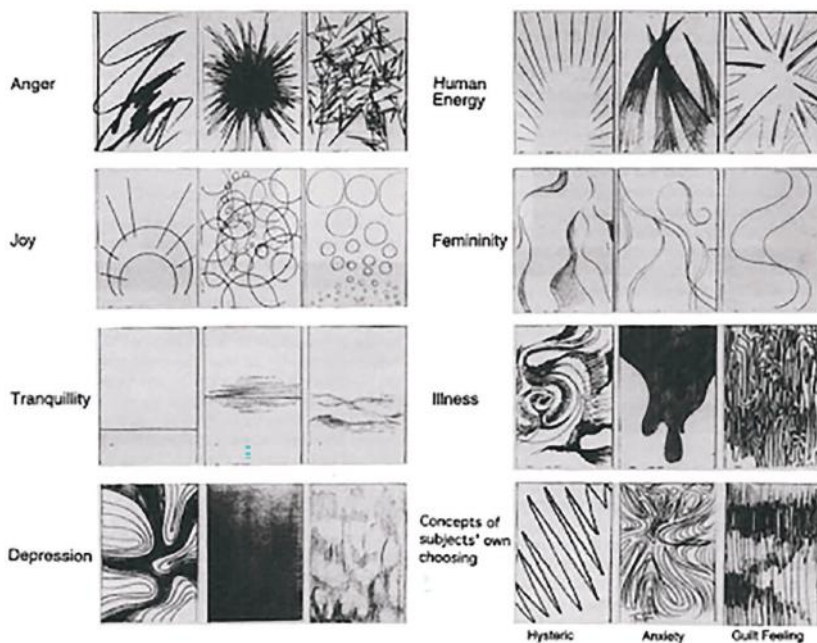 Anger
Human
Energy
Joy
Femininity
Tranquillity
Illness
Depression
Concepts of
subjects' own
choosing
Hysteric
Anxiety
Guilt Feeling